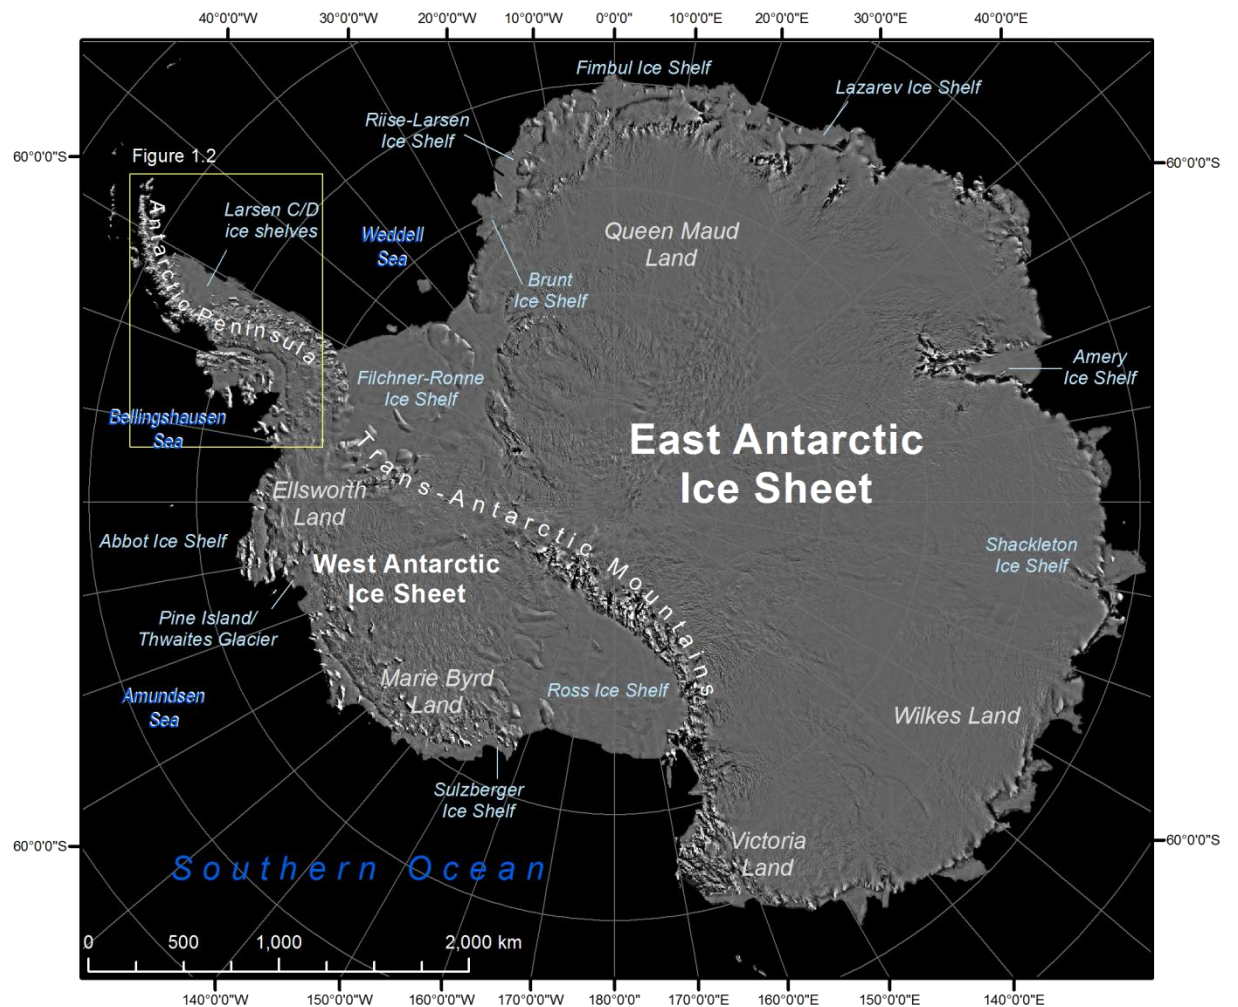 40°0'0"W 30°0'0"W 20°0'0"W 10°0'0"W 0°0'0" 10°0'0"E 20°0'0"E 30°0'0"E 40°0'0"E
Fimbul Ice Shelf
Lazarev Ice Shelf
Riise-Larsen
Ice Shelf
60°0'0"S
60°0'0"S
Figure 1.2
Larsen C/D
ice shelves
Weddell
Sea
Queen Maud
Land
Brunt
Ice Shelf
Antarctic Peninsula
Amery
Ice Shelf
Filchner-Ronne
Ice Shelf
Bellingshausen
Sea
East Antarctic
Ice Sheet
Trans-Antarctic Mountains
Ellsworth
Land
Abbot Ice Shelf
Shackleton
Ice Shelf
West Antarctic
Ice Sheet
Pine Island/
Thwaites Glacier
Marie Byrd
Land
Ross Ice Shelf
Amundsen
Sea
Wilkes Land
Sulzberger
Ice Shelf
Victoria
Land
60°0'0"S
60°0'0"S
Southern Ocean
0 500 1,000 2,000 km
140°0'0"W 150°0'0"W 160°0'0"W 170°0'0"W 180°0'0" 170°0'0"E 160°0'0"E 150°0'0"E 140°0'0"E